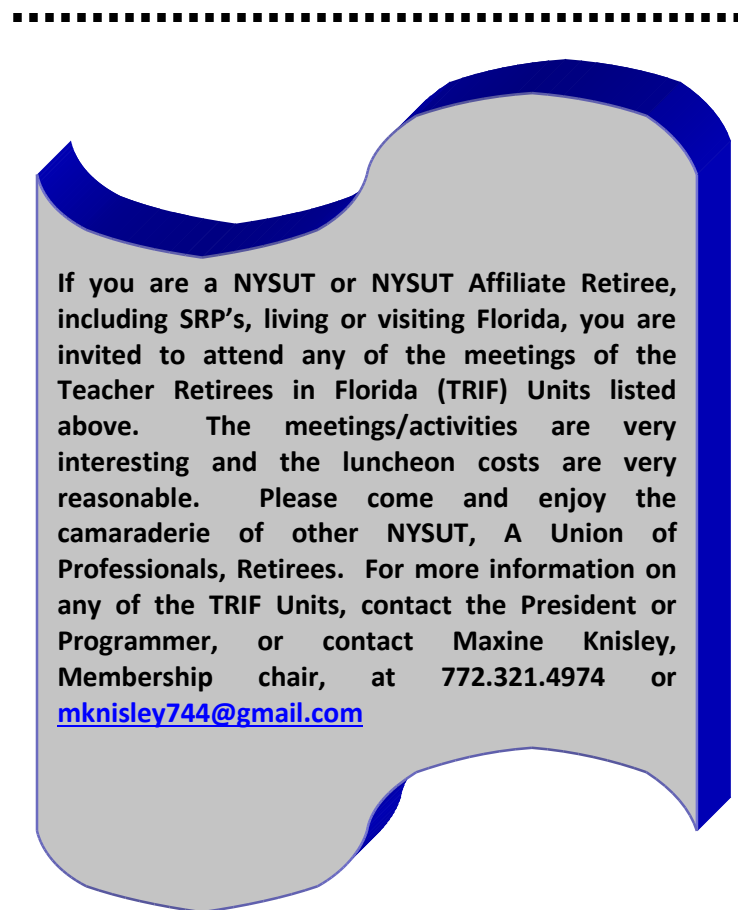 If you are a NYSUT or NYSUT Affiliate Retiree,
including SRP's, living or visiting Florida, you are
invited to attend any of the meetings of the
Teacher Retirees in Florida (TRIF) Units listed
above. The meetings/activities are very
interesting and the luncheon costs are very
reasonable. Please come and enjoy the
camaraderie of other NYSUT, A Union of
Professionals, Retirees. For more information on
any of the TRIF Units, contact the President or
Programmer, or contact Maxine Knisley,
Membership chair, at 772.321.4974 or
mknisley744@gmail.com